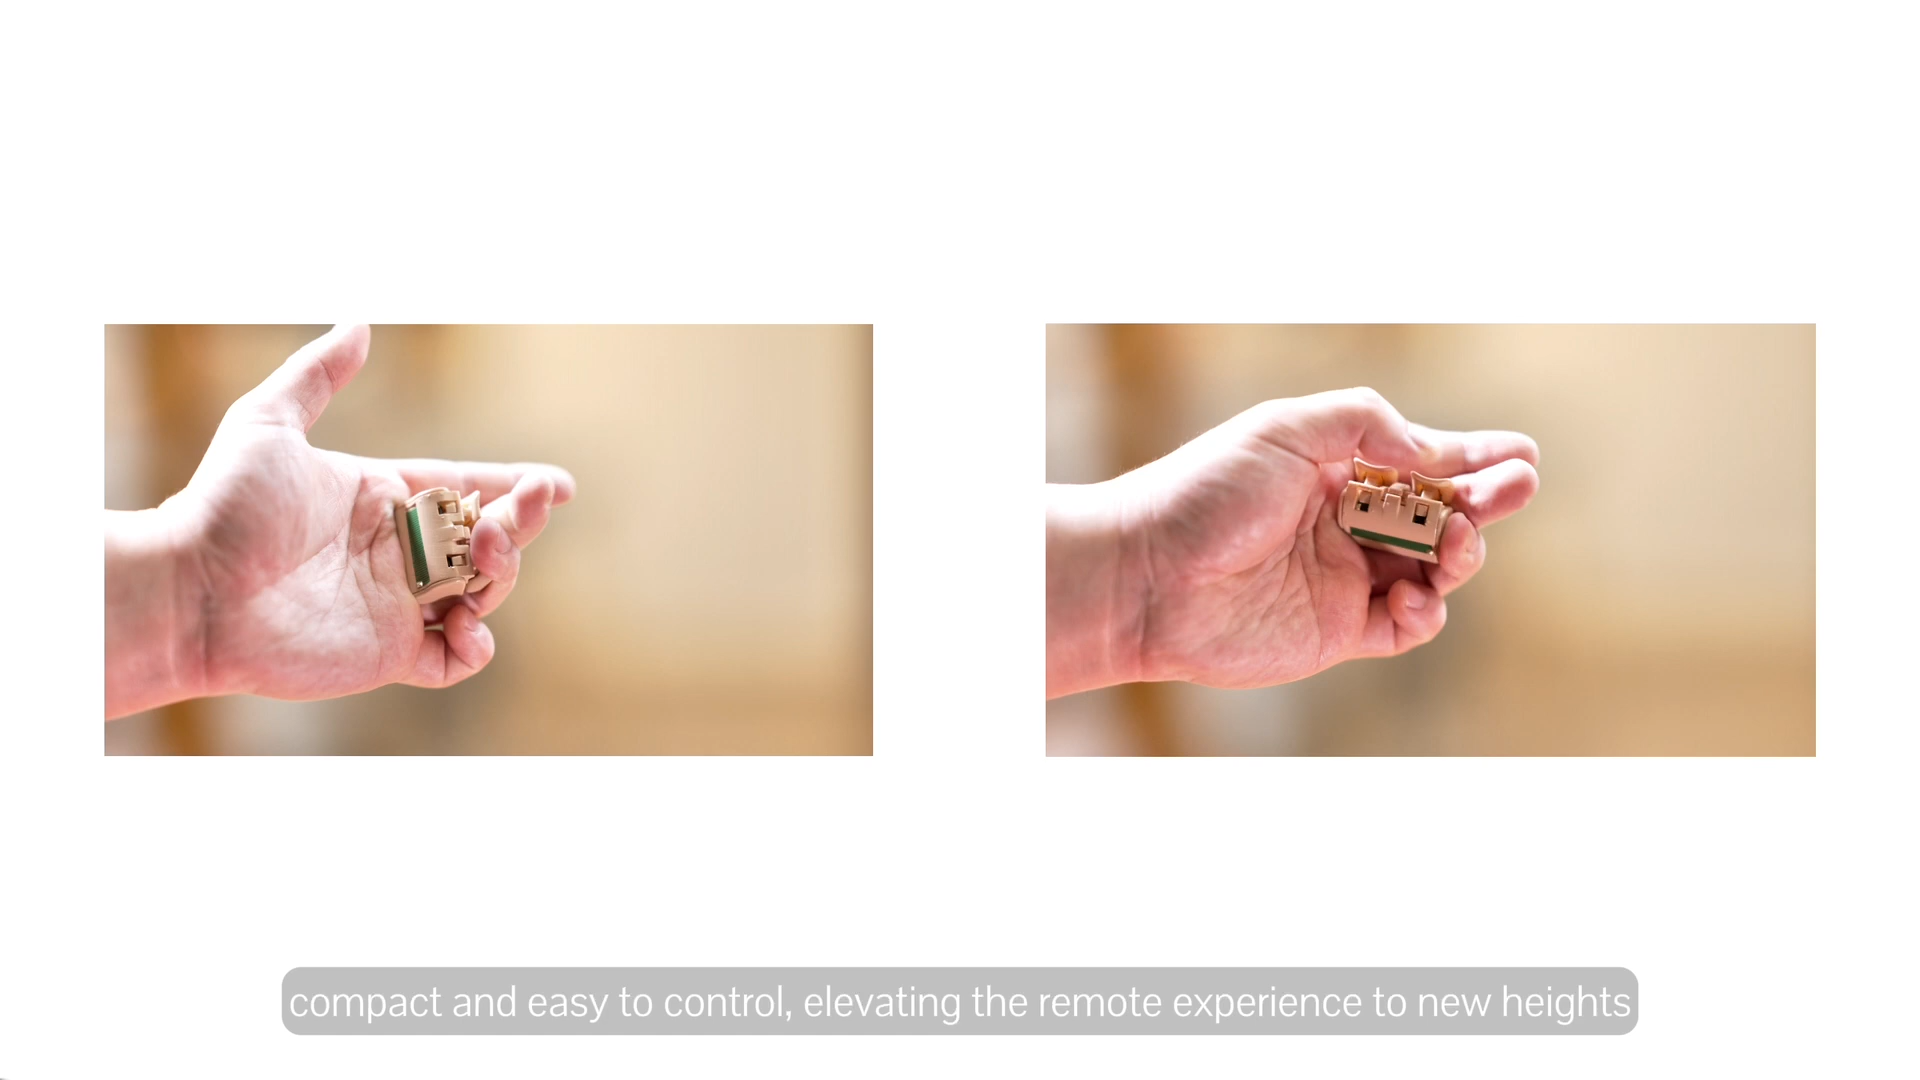 compact and easy to control, elevating the remote experience to new heights